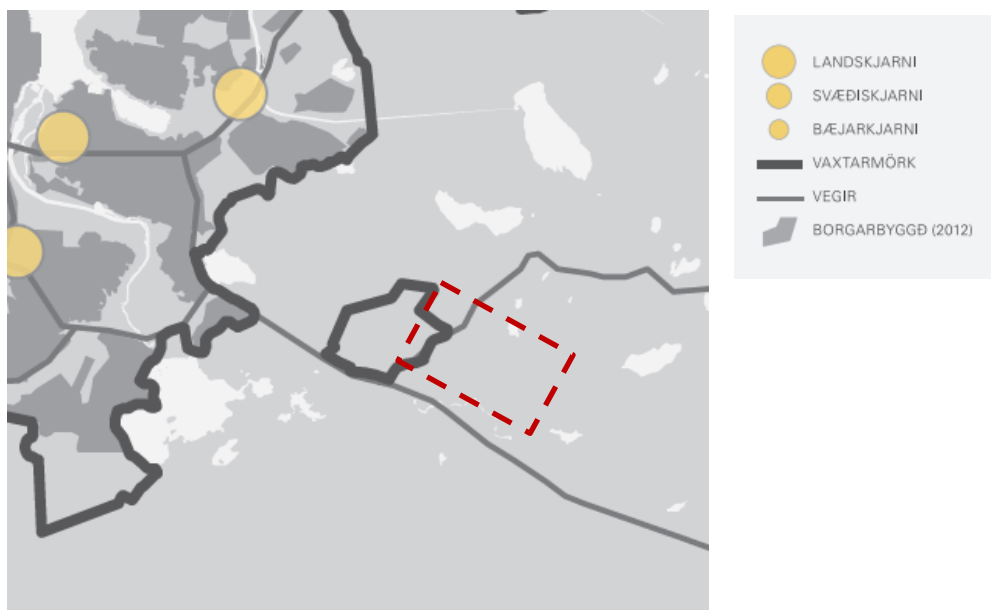 LANDSKJARNI
SVÆÐISKJARNI
BÆJARKJARNI
VAXTARMÖRK
VEGIR
BORGARBYGGÐ (2012)